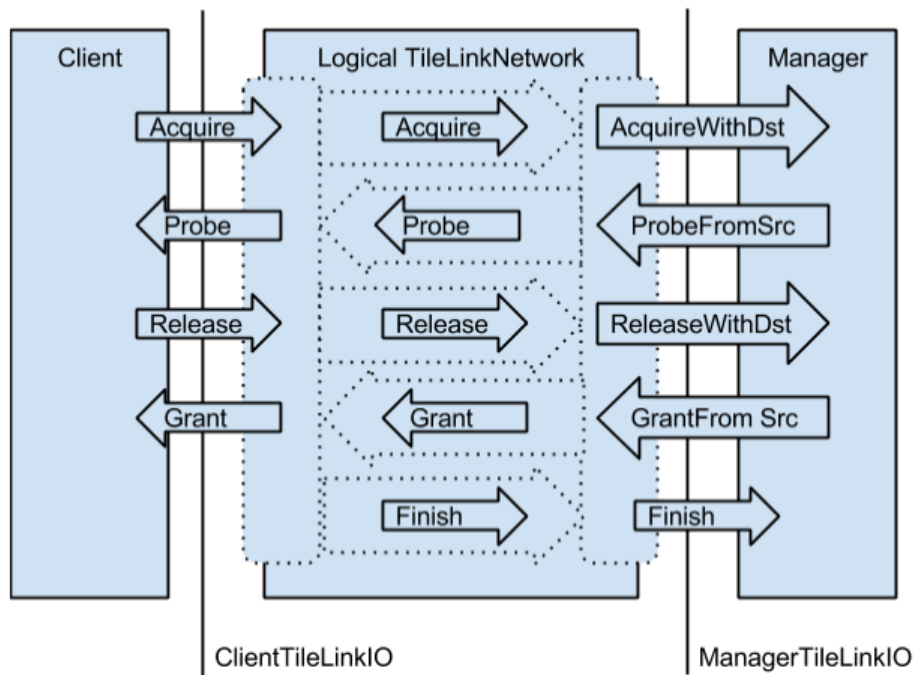 Client
Logical TileLinkNetwork
Manager
Acquire
Acquire
AcquireWithDst
Probe
Probe
ProbeFromSrc
Release
Release
ReleaseWithDst
Grant
Grant
GrantFrom Src
Finish
Finish
ClientTileLinkIO
ManagerTileLinkIO